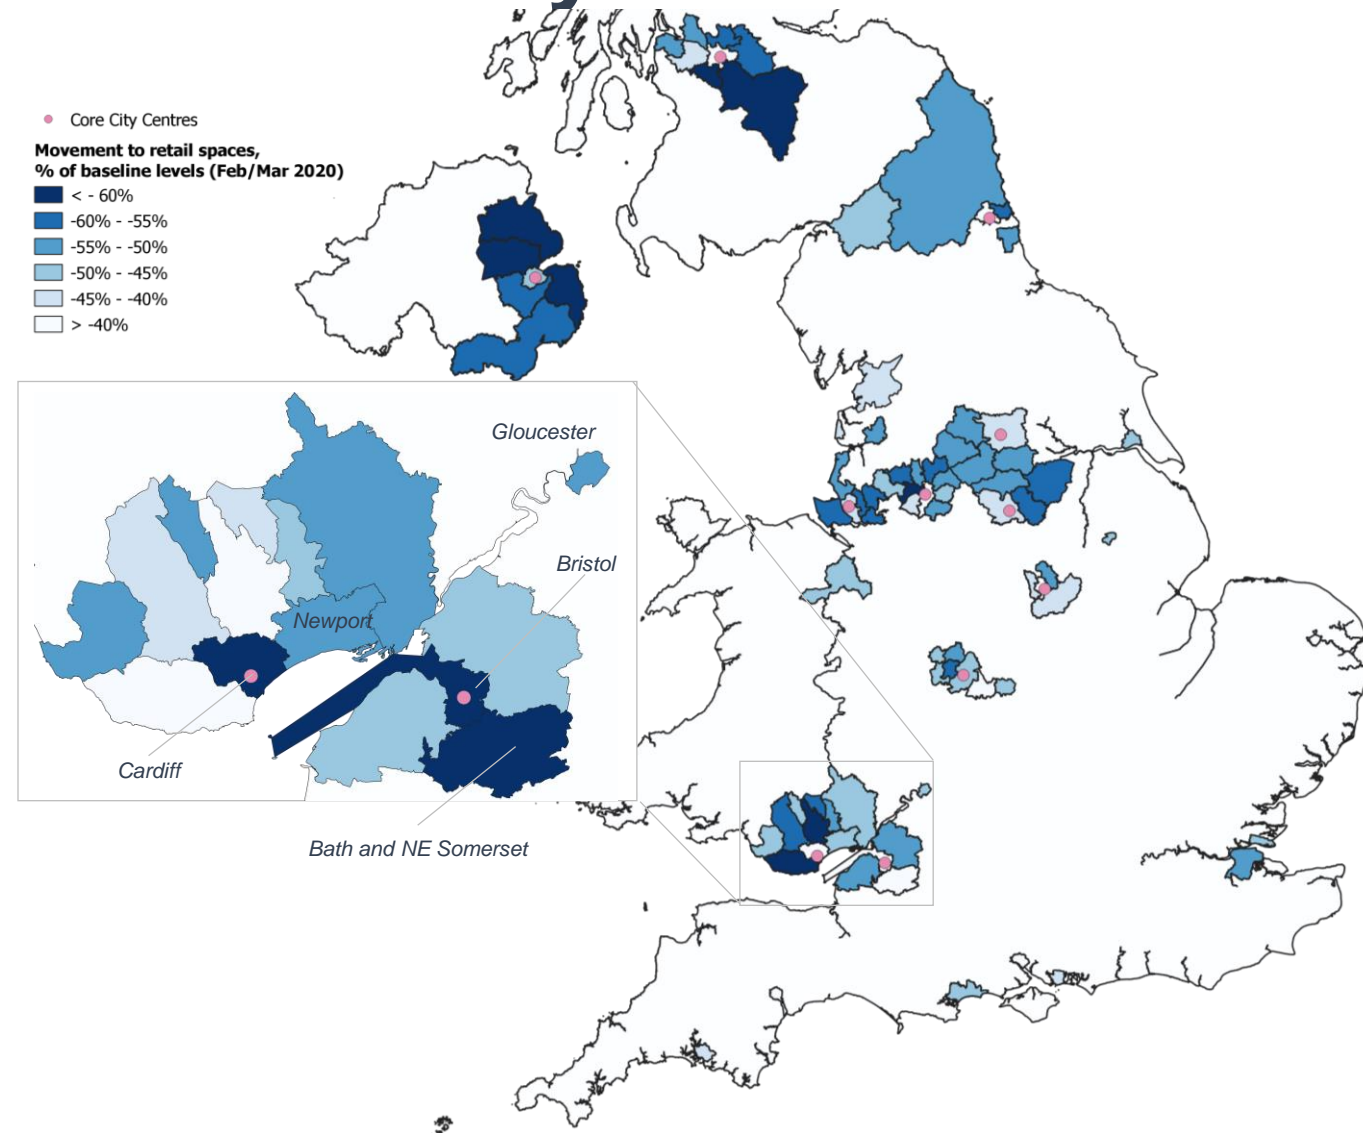 Core City Centres
Movement to retail spaces,
% of baseline levels (Feb/Mar 2020)
< - 60%
-60% - -55%
-55% - -50%
-50% - -45%
-45% - -40%
> -40%
Gloucester
Bristol
Newport
Cardiff
Bath and NE Somerset